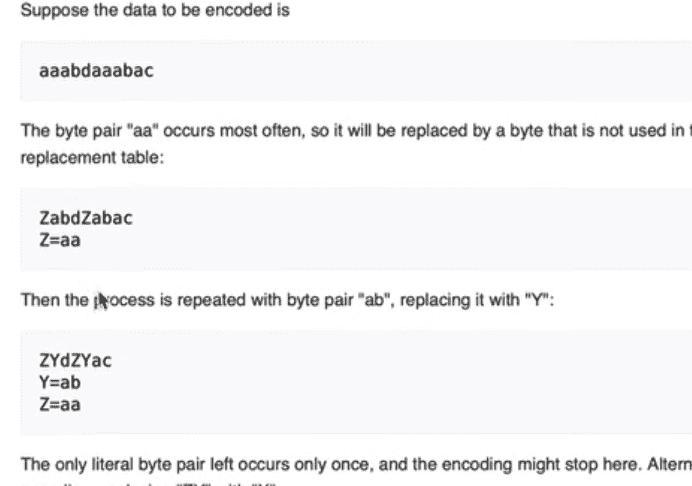 Suppose the data to be encoded is
aaabdaaabac
The byte pair "aa" occurs most often, so it will be replaced by a byte that is not used in
replacement table:
ZabdZabac
Z=aa
Then the process is repeated with byte pair "ab", replacing it with "Y":
ZYdZYac
Y=ab
Z=aa
The only literal byte pair left occurs only once, and the encoding might stop here. Altern